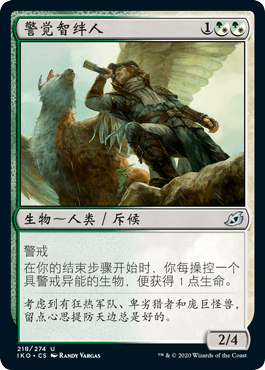 警觉智绊人 1
生物～人类／斥候
警戒
在你的结束步骤开始时，你每操控一个
具警戒异能的生物，便获得1点生命。
考虑到有狂热军队、卑劣猎者和庞巨怪兽，
留点心思提防天边总是好的。
2/4
218/274 U
IKO • CS RANDY VARGAS
™ & © 2020 Wizards of the Coast